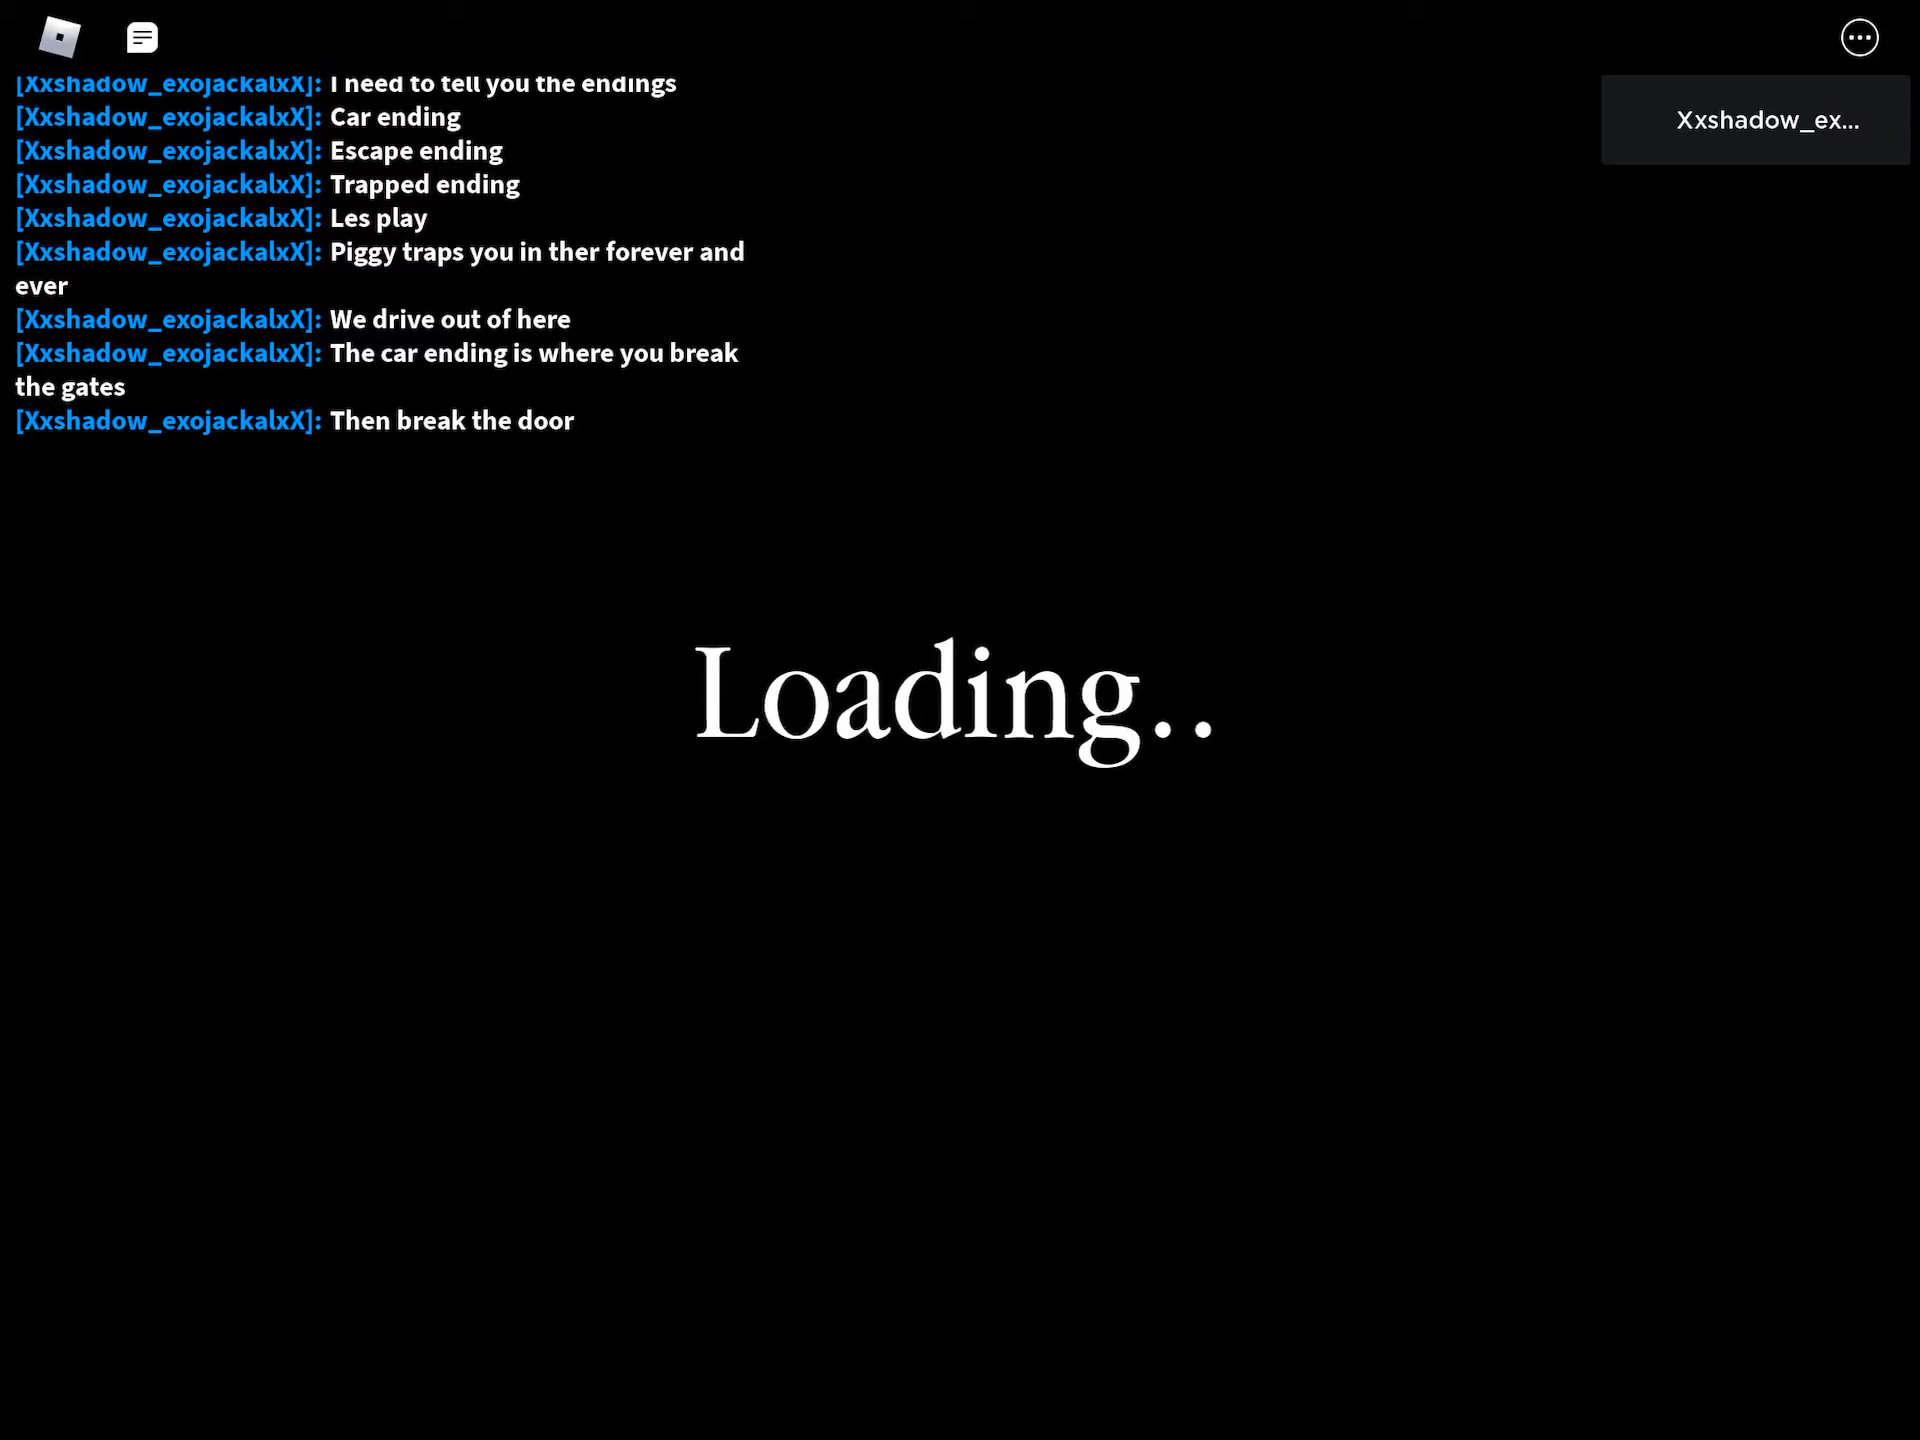 [Xxshadow_exojackalxX]: I need to tell you the endings
Xxshadow_ex...
[Xxshadow_exojackalxX]: Car ending
[Xxshadow_exojackalxX]: Escape ending
[Xxshadow_exojackalxX]: Trapped ending
[Xxshadow_exojackalxX]: Les play
[Xxshadow_exojackalxX]: Piggy traps you in ther forever and
ever
[Xxshadow_exojackalxX]: We drive out of here
[Xxshadow_exojackalxX]: The car ending is where you break
the gates
[Xxshadow_exojackalxX]: Then break the door
Loading..